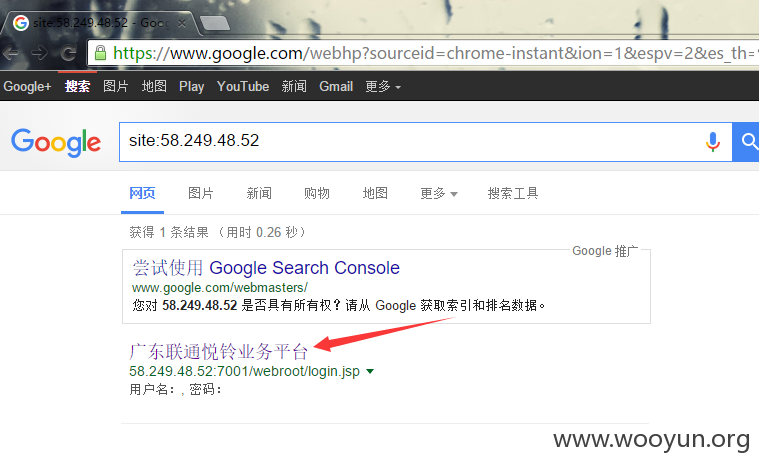 site:58.249.48.52 - Goo
https://www.google.com/webhp?sourceid=chrome-instant&ion=1&espv=2&es_th=
Google+ 搜索 图片 地图 Play YouTube 新闻 Gmail 更多
Google site:58.249.48.52
网页 图片 新闻 购物 地图 更多 搜索工具
获得 1 条结果 （用时 0.26 秒）
Google 推广
尝试使用 Google Search Console
www.google.com/webmasters/
您对 58.249.48.52 是否具有所有权？请从 Google 获取索引和排名数据。
广东联通悦铃业务平台
58.249.48.52:7001/webroot/login.jsp
用户名：, 密码：
www.wooyun.org